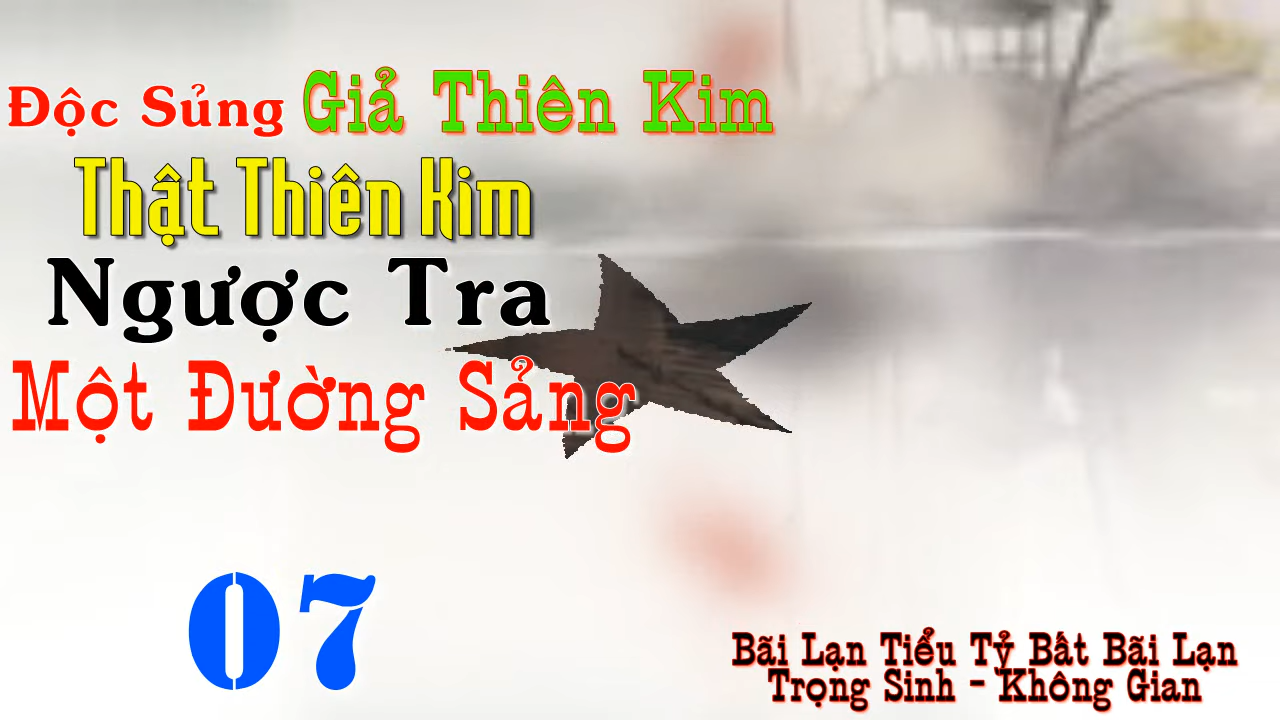 Độc Sủng Giả Thiên Kim
Thật Thiên Kim
Ngược Tra
Một Đường Sảng
07
Bãi Lạn Tiểu Tỷ Bất Bãi Lạn
Trọng Sinh - Không Gian